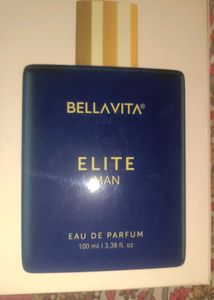 BELLAVITA®
ELITE
MAN
EAU DE PARFUM
100 ml | 3.38 fl. oz